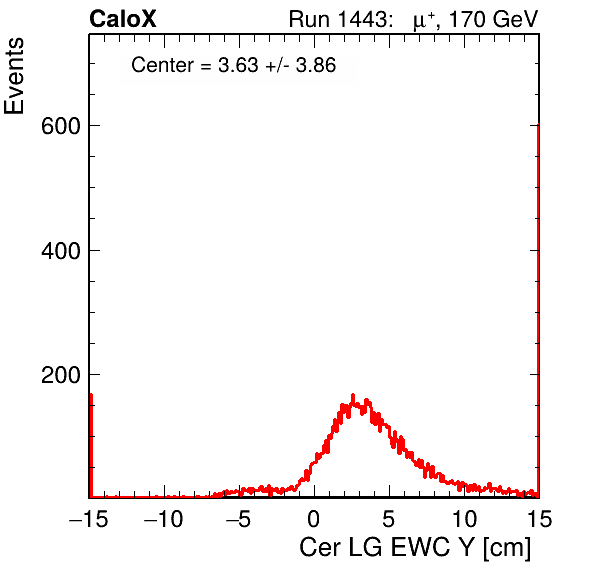 CaloX Run 1443: μ⁺, 170 GeV
Center = 3.63 +/- 3.86
Events
600
400
200
−15 −10 −5 0 5 10 15
Cer LG EWC Y [cm]